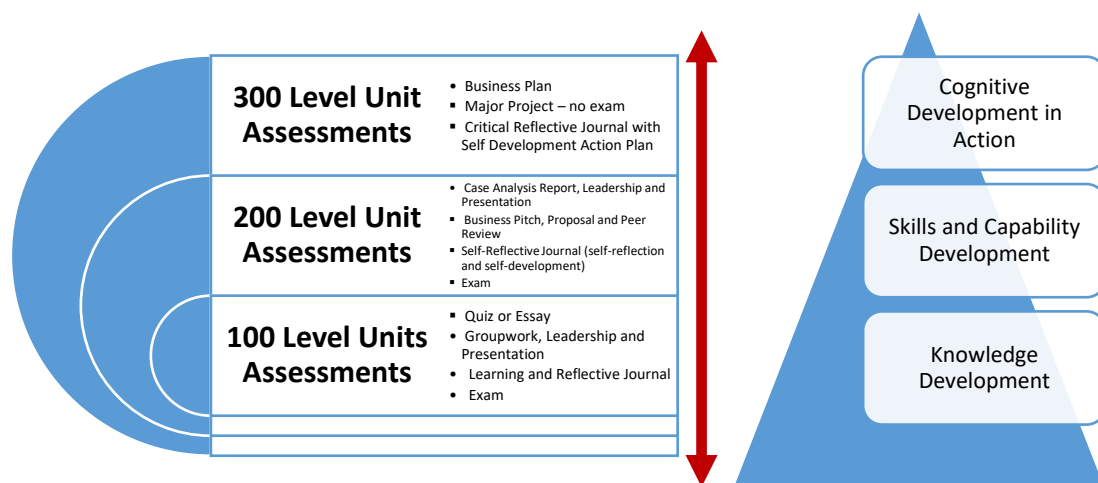 300 Level Unit
Assessments
• Business Plan
▪ Major Project – no exam
▪ Critical Reflective Journal with
Self Development Action Plan
200 Level Unit
Assessments
• Case Analysis Report, Leadership and
Presentation
▪ Business Pitch, Proposal and Peer
Review
▪ Self-Reflective Journal (self-reflection
and self-development)
▪ Exam
100 Level Units
Assessments
▪ Quiz or Essay
• Groupwork, Leadership and
Presentation
• Learning and Reflective Journal
• Exam
Cognitive
Development in
Action
Skills and Capability
Development
Knowledge
Development